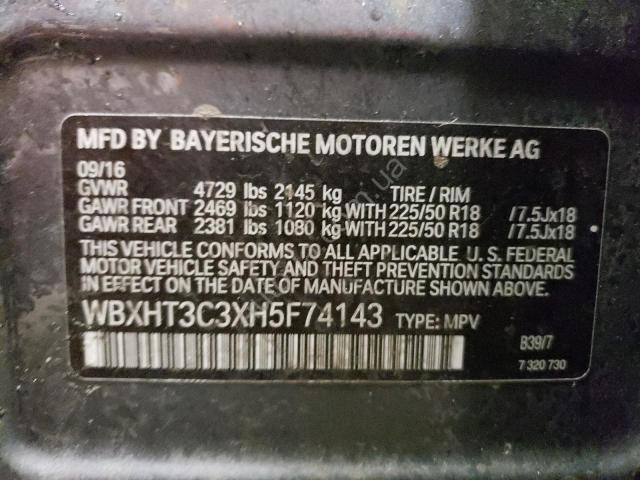 MFD BY BAYERISCHE MOTOREN WERKE AG
09/16
GVWR 4729 lbs 2145 kg TIRE / RIM
GAWR FRONT 2469 lbs 1120 kg WITH 225/50 R18 /7.5Jx18
GAWR REAR 2381 lbs 1080 kg WITH 225/50 R18 /7.5Jx18
THIS VEHICLE CONFORMS TO ALL APPLICABLE U. S. FEDERAL
MOTOR VEHICLE SAFETY AND THEFT PREVENTION STANDARDS
IN EFFECT ON THE DATE OF MANUFACTURE SHOWN ABOVE.
WBXHT3C3XH5F74143 TYPE: MPV
B39/7
7 320 730